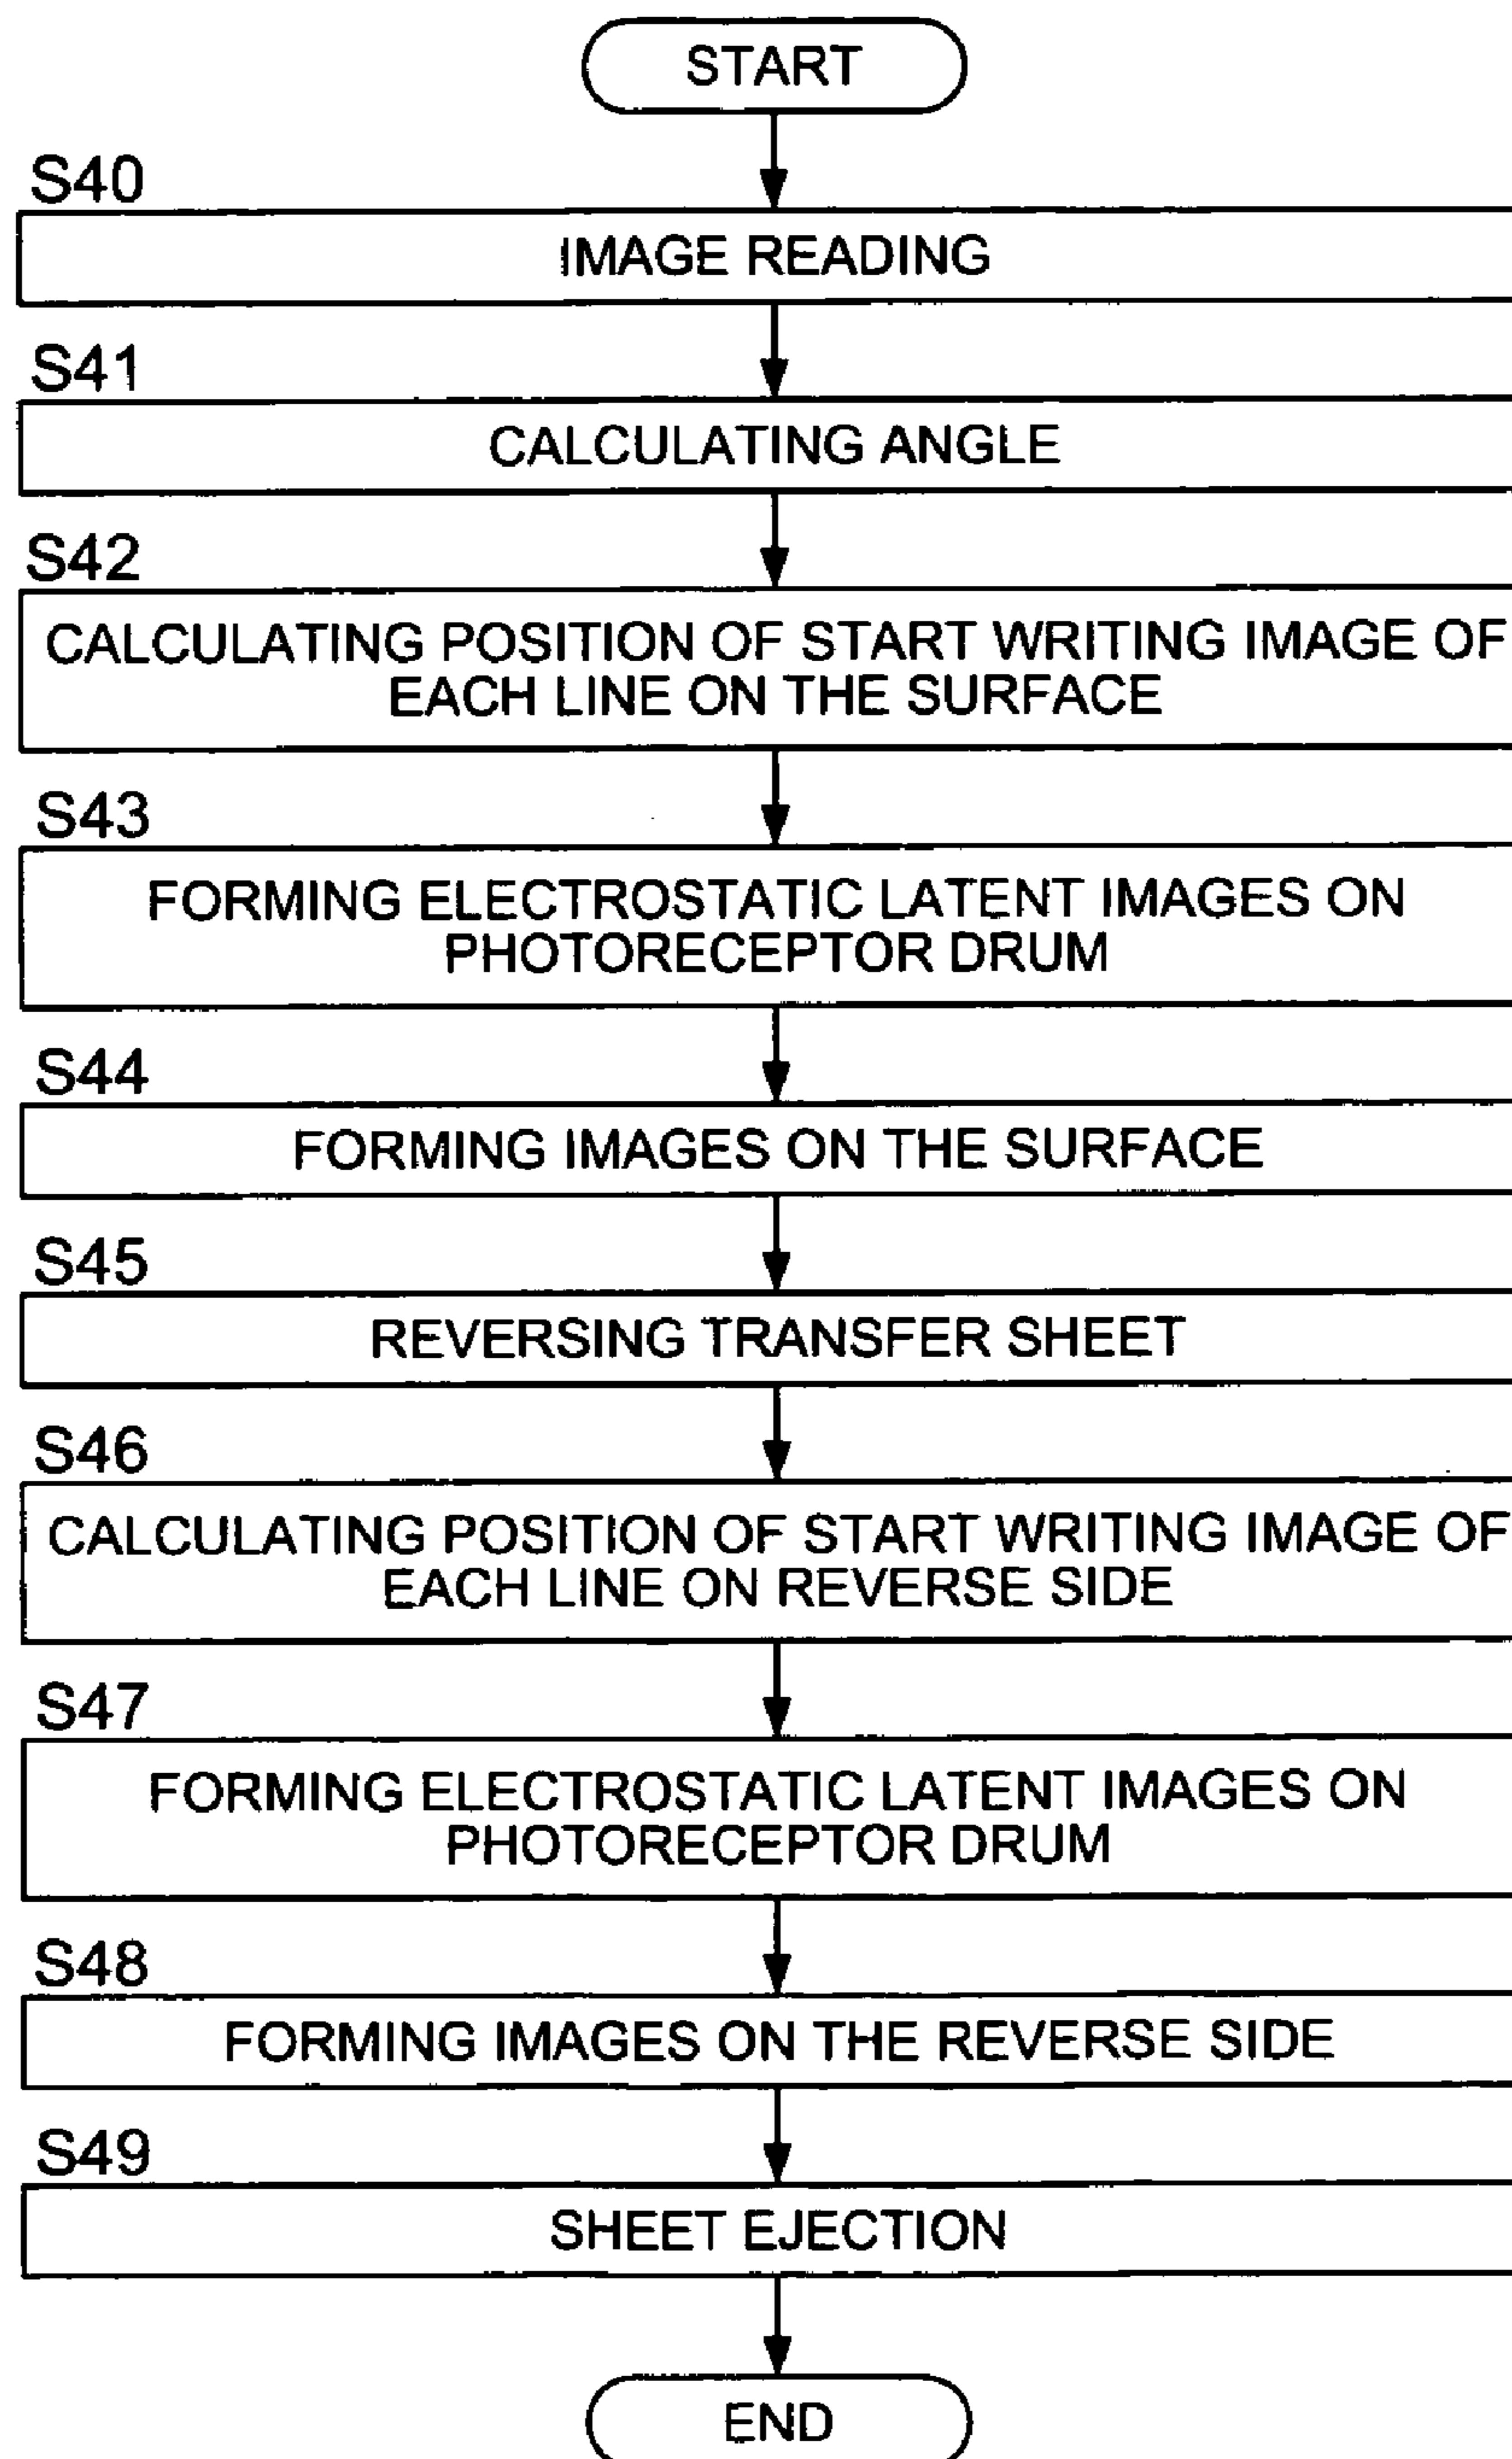 START
S40
IMAGE READING
S41
CALCULATING ANGLE
S42
CALCULATING POSITION OF START WRITING IMAGE OF
EACH LINE ON THE SURFACE
S43
FORMING ELECTROSTATIC LATENT IMAGES ON
PHOTORECEPTOR DRUM
S44
FORMING IMAGES ON THE SURFACE
S45
REVERSING TRANSFER SHEET
S46
CALCULATING POSITION OF START WRITING IMAGE OF
EACH LINE ON REVERSE SIDE
S47
FORMING ELECTROSTATIC LATENT IMAGES ON
PHOTORECEPTOR DRUM
S48
FORMING IMAGES ON THE REVERSE SIDE
S49
SHEET EJECTION
END